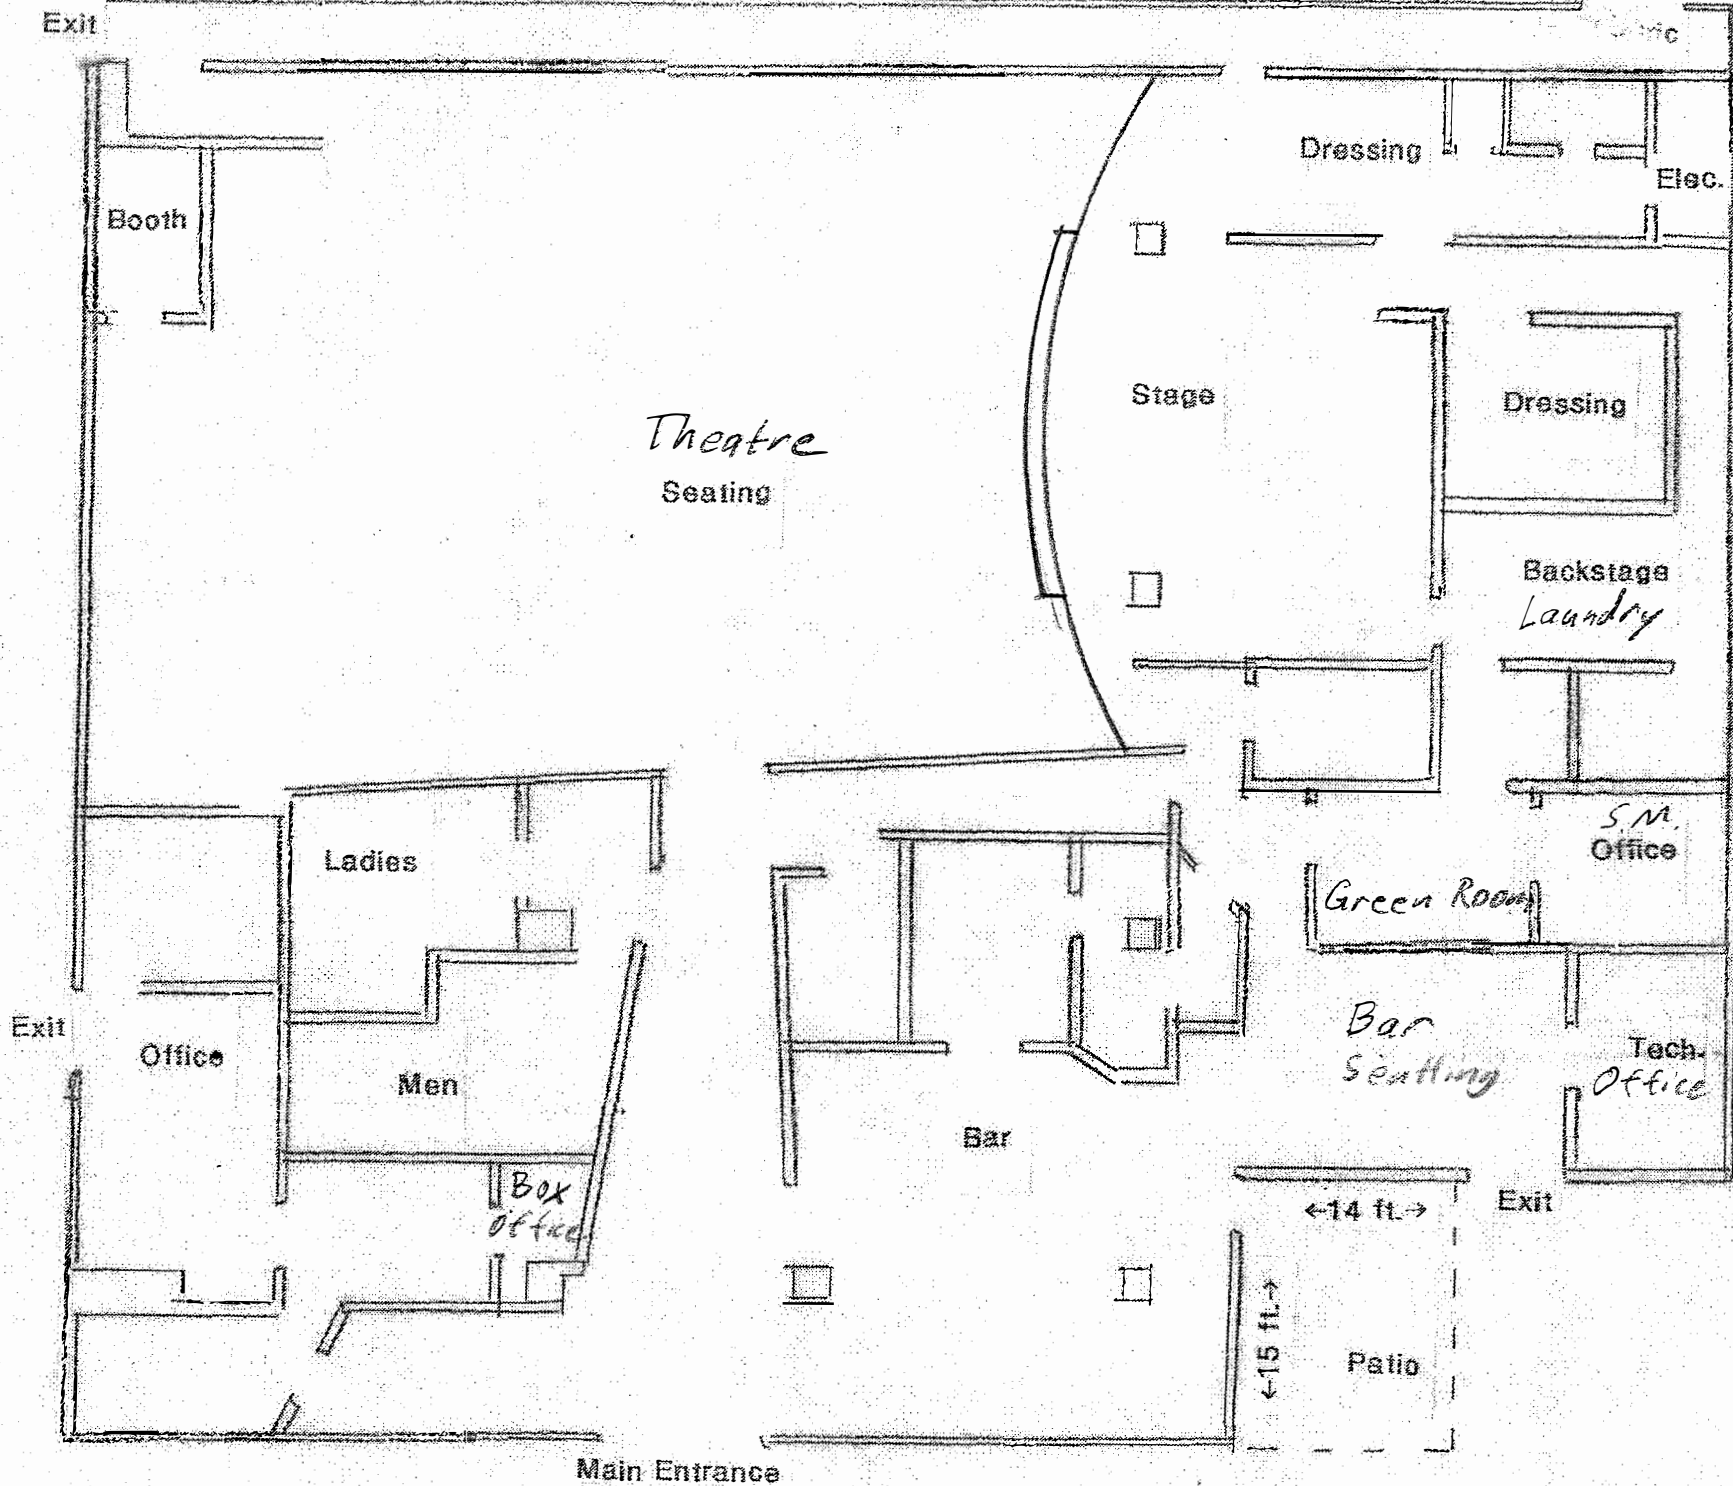 Exit
Dressing
Elec.
Booth
Stage
Dressing
Theatre
Seating
Backstage
Laundry
Ladies
S.M.
Office
Green Room
Exit
Office
Men
Bar
Seatting
Tech.
Office
Bar
Box
Office
←14 ft.→
Exit
←15 ft.→
Patio
Main Entrance